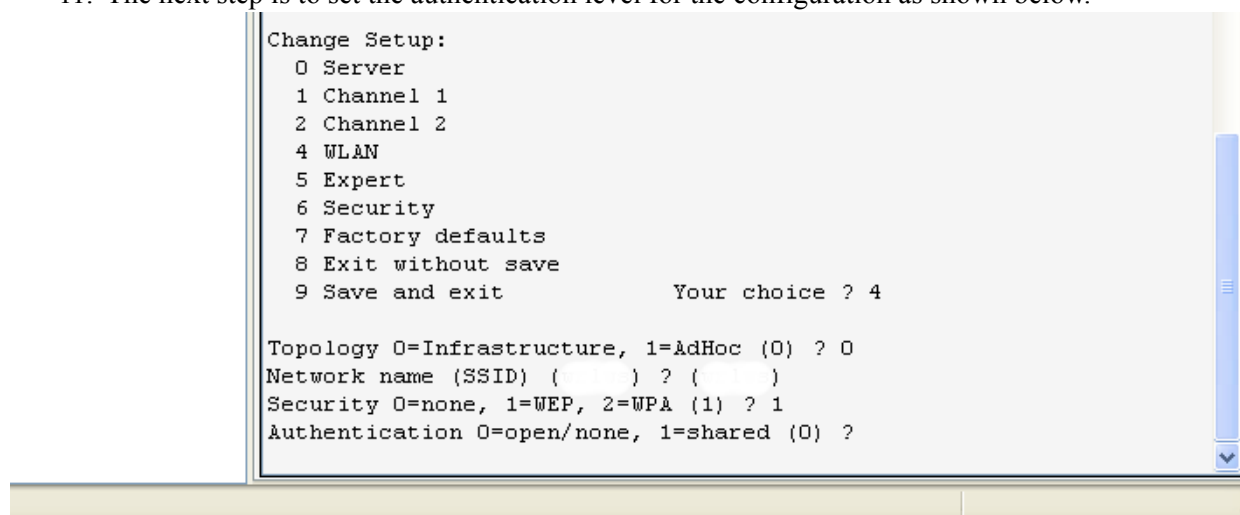 11. The next step is to set the authentication level for the configuration as shown below.
Change Setup:
0 Server
1 Channel 1
2 Channel 2
4 WLAN
5 Expert
6 Security
7 Factory defaults
8 Exit without save
9 Save and exit Your choice ? 4
Topology 0=Infrastructure, 1=AdHoc (0) ? 0
Network name (SSID) ( ) ? ( )
Security 0=none, 1=WEP, 2=WPA (1) ? 1
Authentication 0=open/none, 1=shared (0) ?